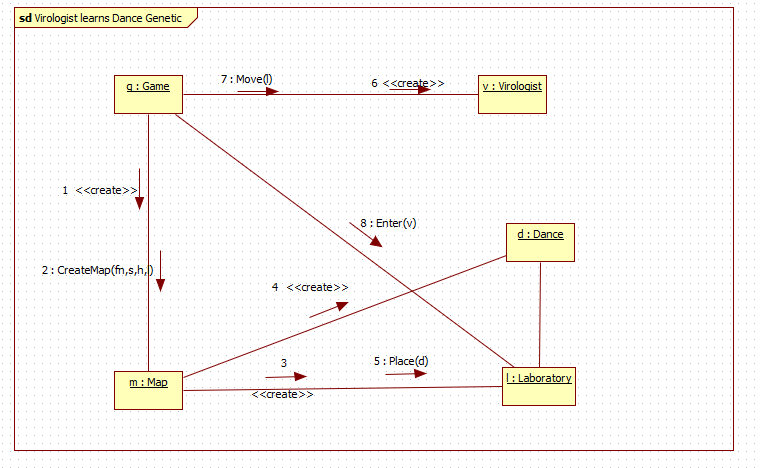 sd Virologist learns Dance Genetic
7 : Move(l)
6 <<create>>
g : Game
v : Virologist
1 <<create>>
8 : Enter(v)
d : Dance
2 : CreateMap(fn,s,h,l)
4 <<create>>
3
5 : Place(d)
m : Map
l : Laboratory
<<create>>